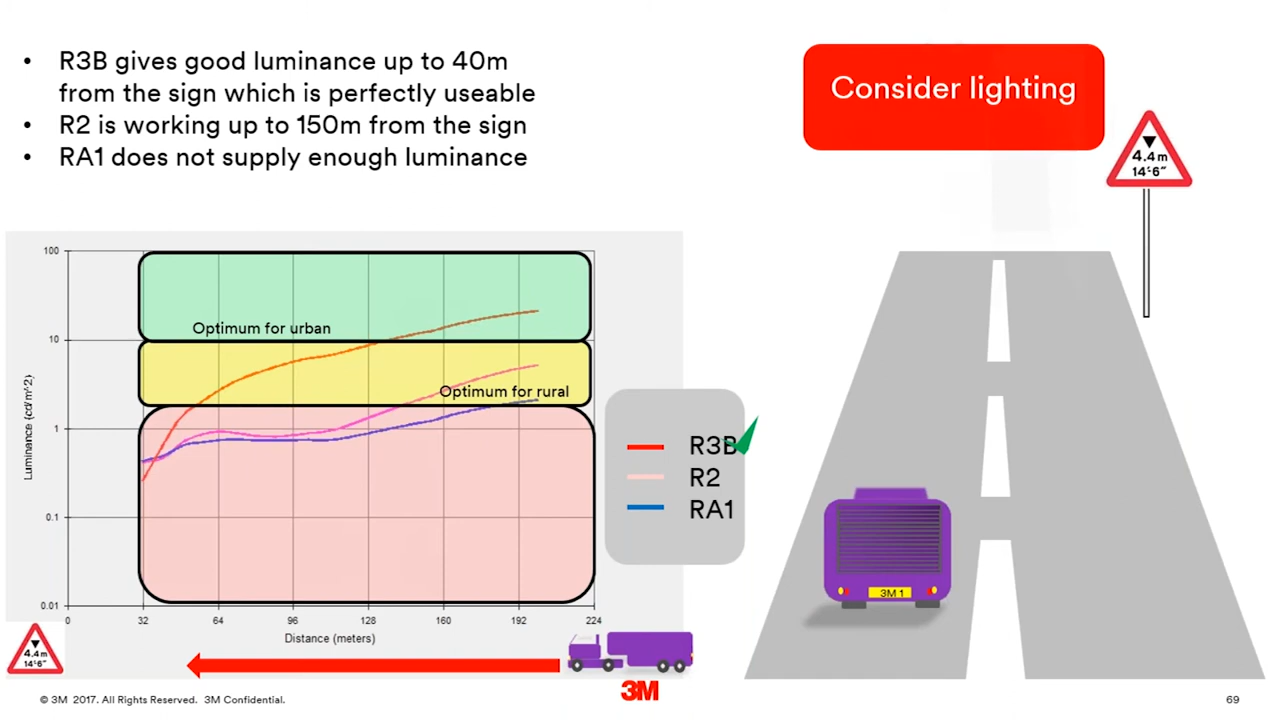 • R3B gives good luminance up to 40m
from the sign which is perfectly useable
• R2 is working up to 150m from the sign
• RA1 does not supply enough luminance
Consider lighting
4.4m
14'6"
100
Optimum for urban
10
Optimum for rural
1
0.1
0.01
Luminance (cd/m^2)
0 32 64 96 128 160 192 224
Distance (meters)
R3B
R2
RA1
3M 1
4.4m
14'6"
3M
© 3M 2017. All Rights Reserved. 3M Confidential.
69